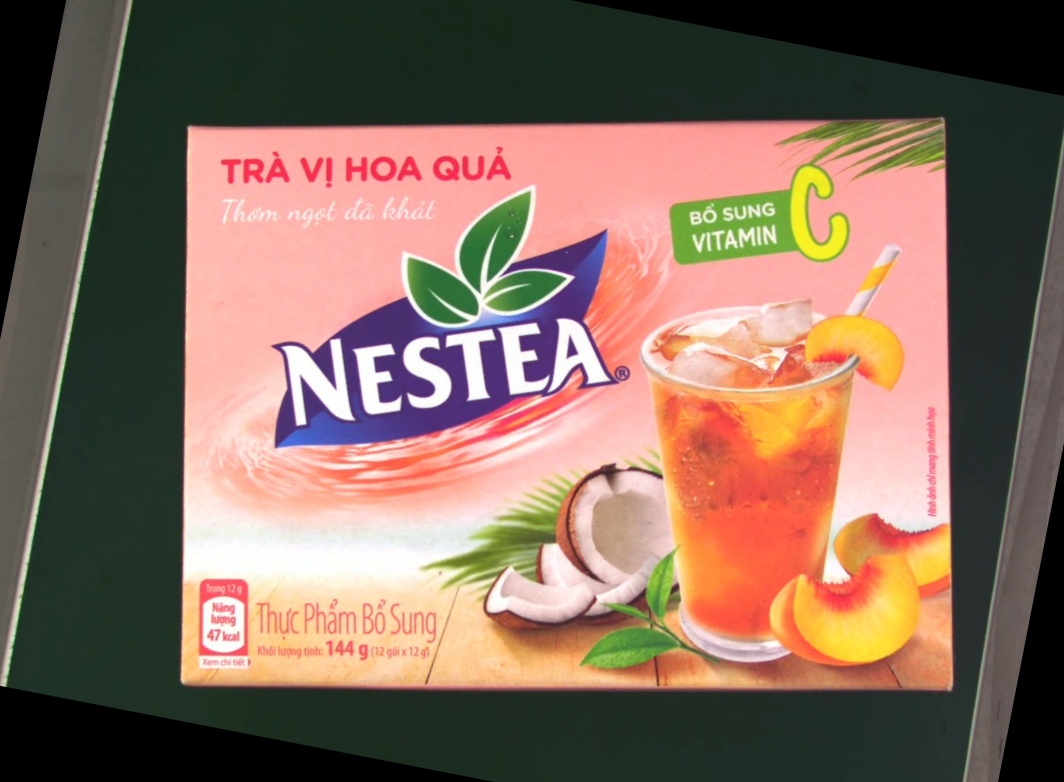 TRÀ VỊ HOA QUẢ
Thơm ngọt đã khát
BỔ SUNG
VITAMIN C
NESTEA®
Hình ảnh chỉ mang tính minh họa
Trong 12 g
Năng
lượng
47 kcal
Xem chi tiết
Thực Phẩm Bổ Sung
Khối lượng tịnh: 144 g (12 gói x 12 g)